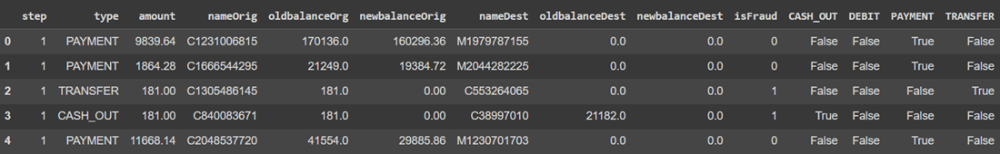 step type amount nameOrig oldbalanceOrg newbalanceOrig nameDest oldbalanceDest newbalanceDest isFraud CASH_OUT DEBIT PAYMENT TRANSFER
0 1 PAYMENT 9839.64 C1231006815 170136.0 160296.36 M1979787155 0.0 0.0 0 False False True False
1 1 PAYMENT 1864.28 C1666544295 21249.0 19384.72 M2044282225 0.0 0.0 0 False False True False
2 1 TRANSFER 181.00 C1305486145 181.0 0.00 C553264065 0.0 0.0 1 False False False True
3 1 CASH_OUT 181.00 C840083671 181.0 0.00 C38997010 21182.0 0.0 1 True False False False
4 1 PAYMENT 11668.14 C2048537720 41554.0 29885.86 M1230701703 0.0 0.0 0 False False True False